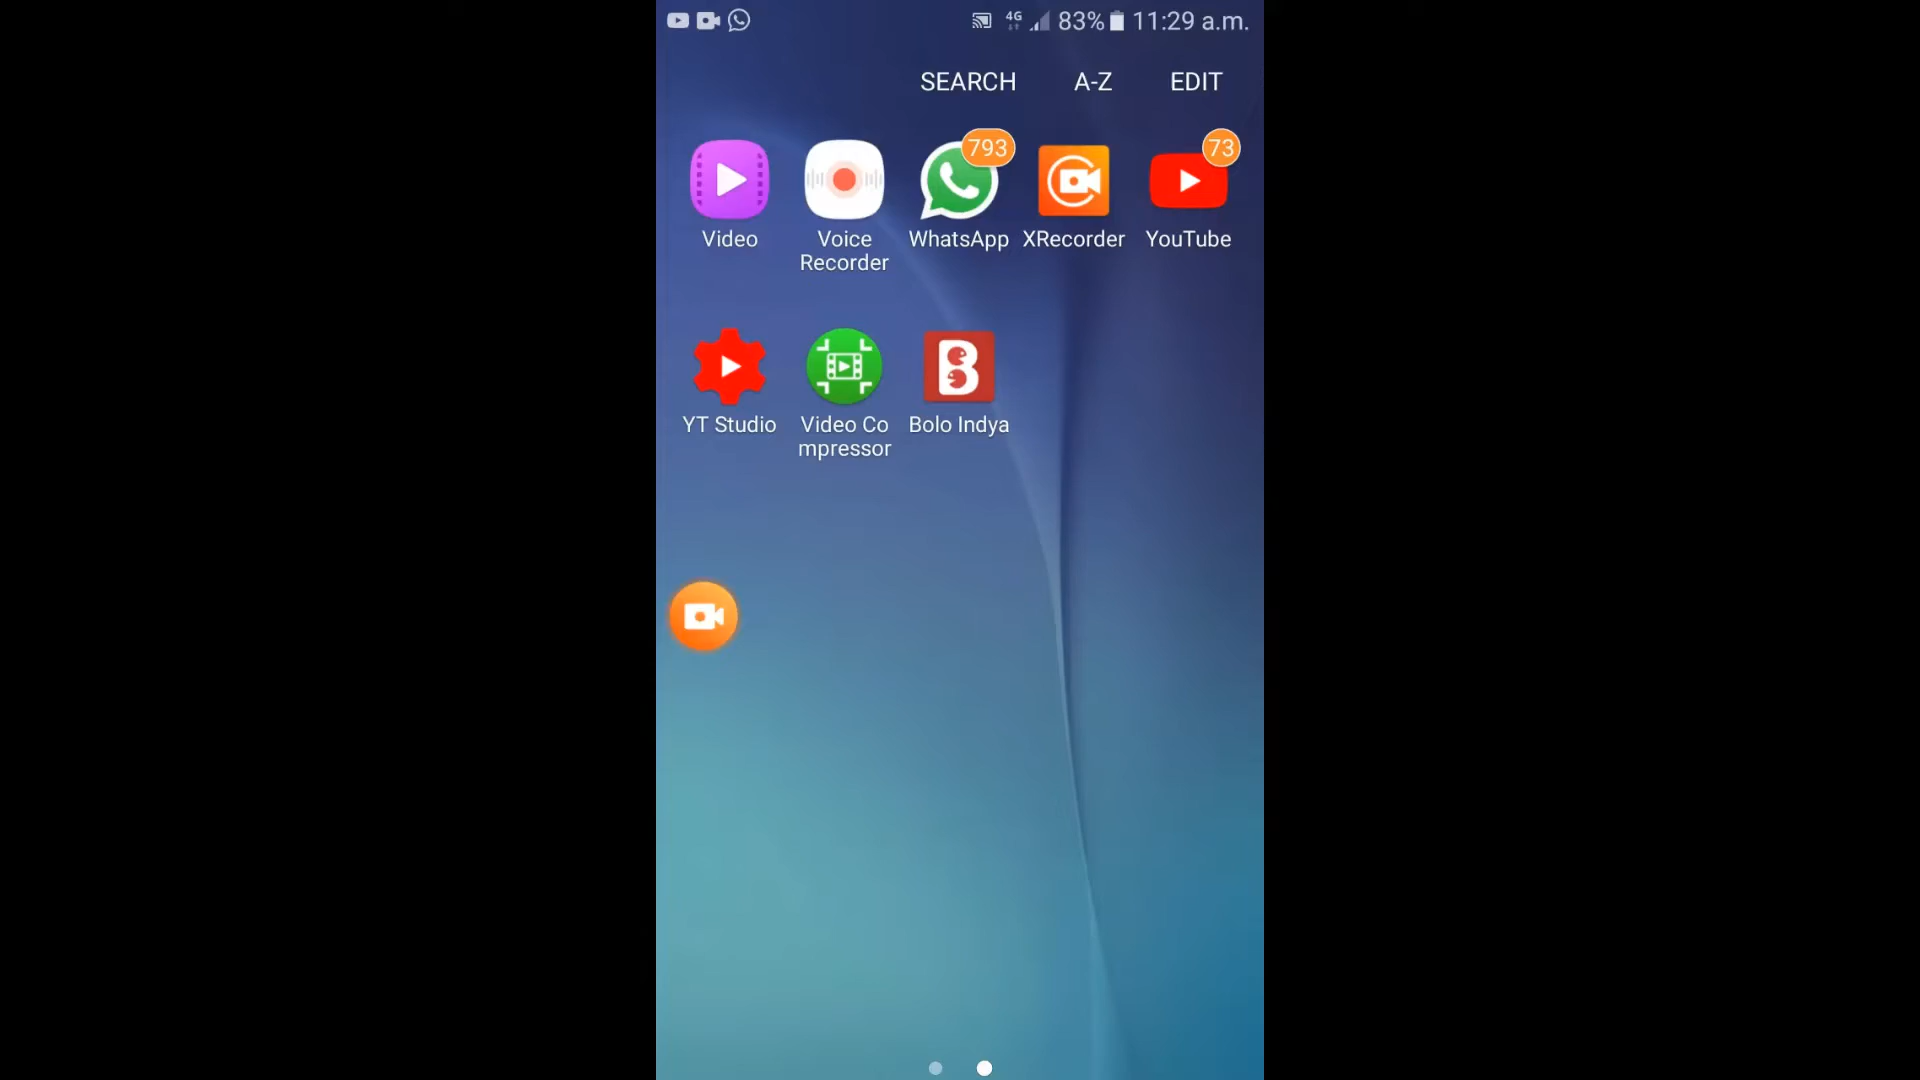 4G 83% 11:29 a.m.
SEARCH A-Z EDIT
793 73
Video Voice Recorder WhatsApp XRecorder YouTube
YT Studio Video Co mpressor Bolo Indya